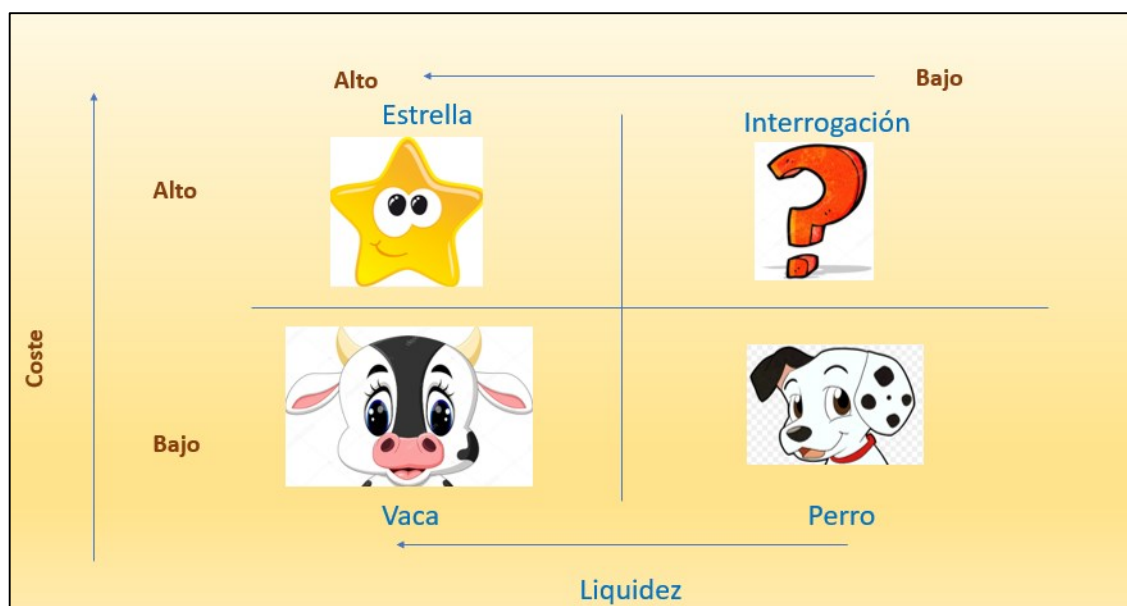 Alto
Bajo
Estrella
Interrogación
Alto
Coste
Bajo
Vaca
Perro
Liquidez